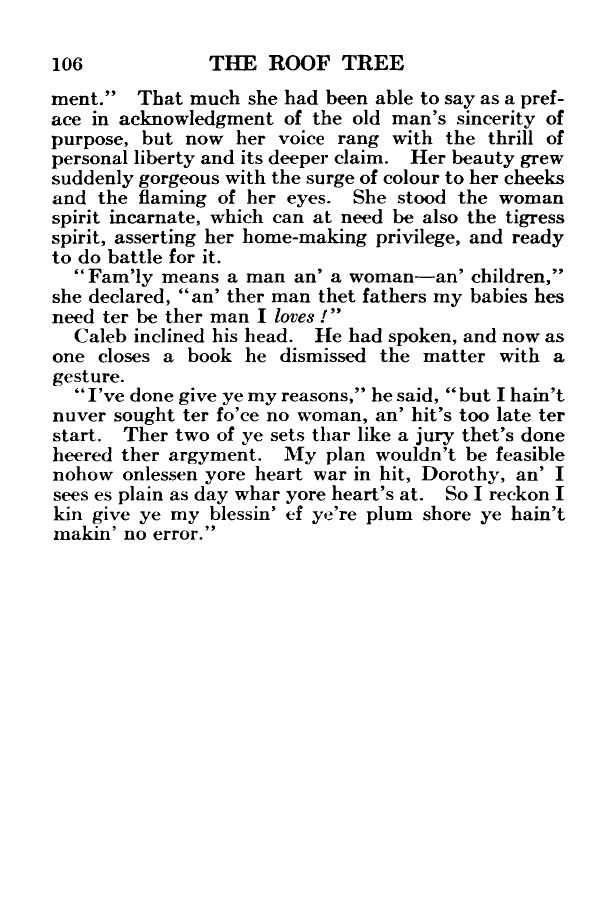 106 THE ROOF TREE
ment.” That much she had been able to say as a pref-
ace in acknowledgment of the old man’s sincerity of
purpose, but now her voice rang with the thrill of
personal liberty and its deeper claim. Her beauty grew
suddenly gorgeous with the surge of colour to her cheeks
and the flaming of her eyes. She stood the woman
spirit incarnate, which can at need be also the tigress
spirit, asserting her home-making privilege, and ready
to do battle for it.
“Fam’ly means a man an’ a woman—an’ children,”
she declared, “an’ ther man thet fathers my babies hes
need ter be ther man I loves!”
Caleb inclined his head. He had spoken, and now as
one closes a book he dismissed the matter with a
gesture.
“I’ve done give ye my reasons,” he said, “but I hain’t
nuver sought ter fo’ce no woman, an’ hit’s too late ter
start. Ther two of ye sets thar like a jury thet’s done
heered ther argyment. My plan wouldn’t be feasible
nohow onlessen yore heart war in hit, Dorothy, an’ I
sees es plain as day whar yore heart’s at. So I reckon I
kin give ye my blessin’ ef ye’re plum shore ye hain’t
makin’ no error.”